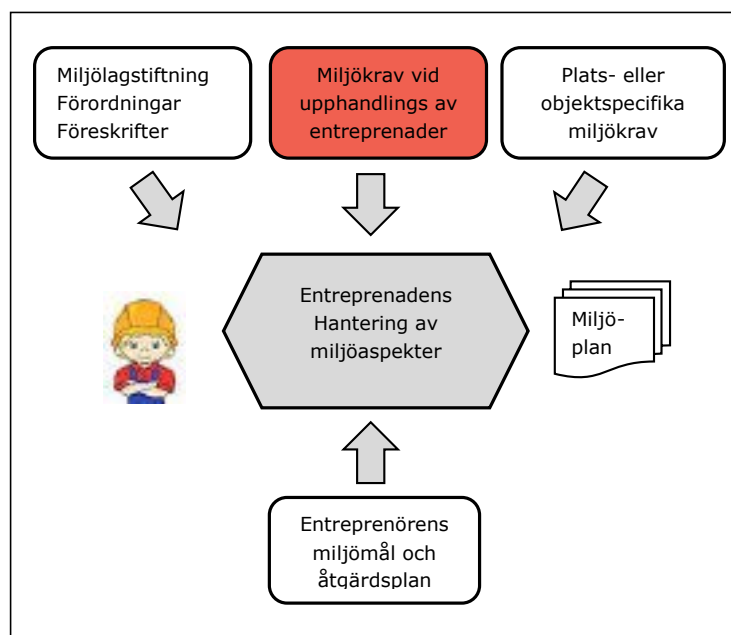 Miljölagstiftning
Förordningar
Föreskrifter
Miljökrav vid
upphandlings av
entreprenader
Plats- eller
objektspecifika
miljökrav
Entreprenadens
Hantering av
miljöaspekter
Miljö-
plan
Entreprenörens
miljömål och
åtgärdsplan